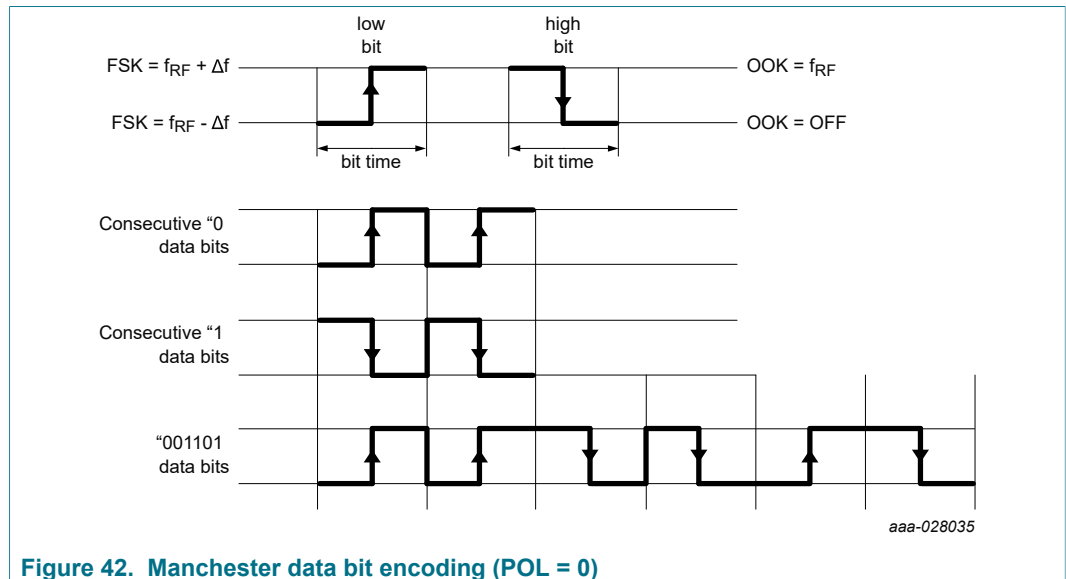 low
bit
high
bit
FSK = fRF + Δf
OOK = fRF
FSK = fRF - Δf
OOK = OFF
bit time
bit time
Consecutive “0
data bits
Consecutive “1
data bits
“001101
data bits
aaa-028035
Figure 42. Manchester data bit encoding (POL = 0)